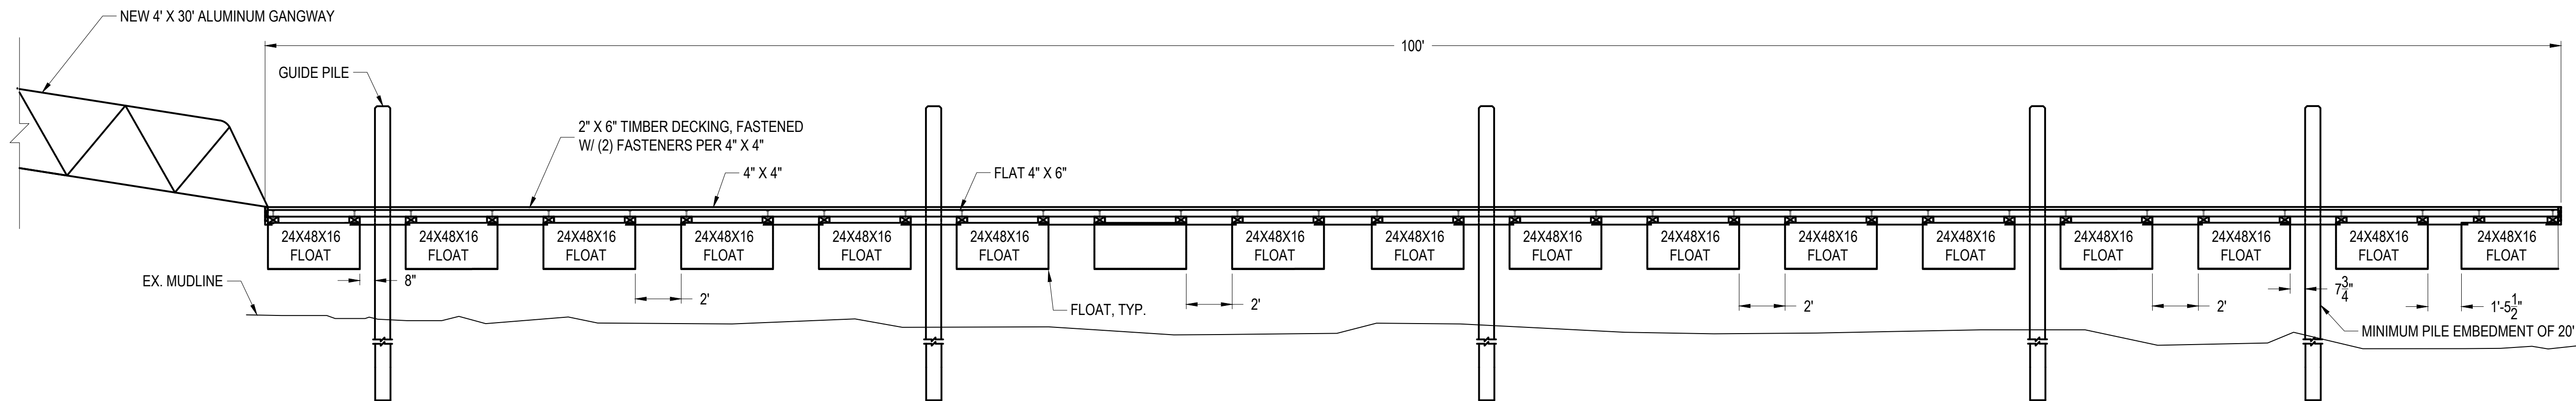 NEW 4' X 30' ALUMINUM GANGWAY
100'
GUIDE PILE
2" X 6" TIMBER DECKING, FASTENED
W/ (2) FASTENERS PER 4" X 4"
4" X 4"
FLAT 4" X 6"
24X48X16
FLOAT
24X48X16
FLOAT
24X48X16
FLOAT
24X48X16
FLOAT
24X48X16
FLOAT
24X48X16
FLOAT
24X48X16
FLOAT
24X48X16
FLOAT
24X48X16
FLOAT
24X48X16
FLOAT
24X48X16
FLOAT
24X48X16
FLOAT
24X48X16
FLOAT
24X48X16
FLOAT
24X48X16
FLOAT
24X48X16
FLOAT
EX. MUDLINE
8"
2'
FLOAT, TYP.
2'
2'
2'
7 3/4"
1'-5 1/2"
MINIMUM PILE EMBEDMENT OF 20'